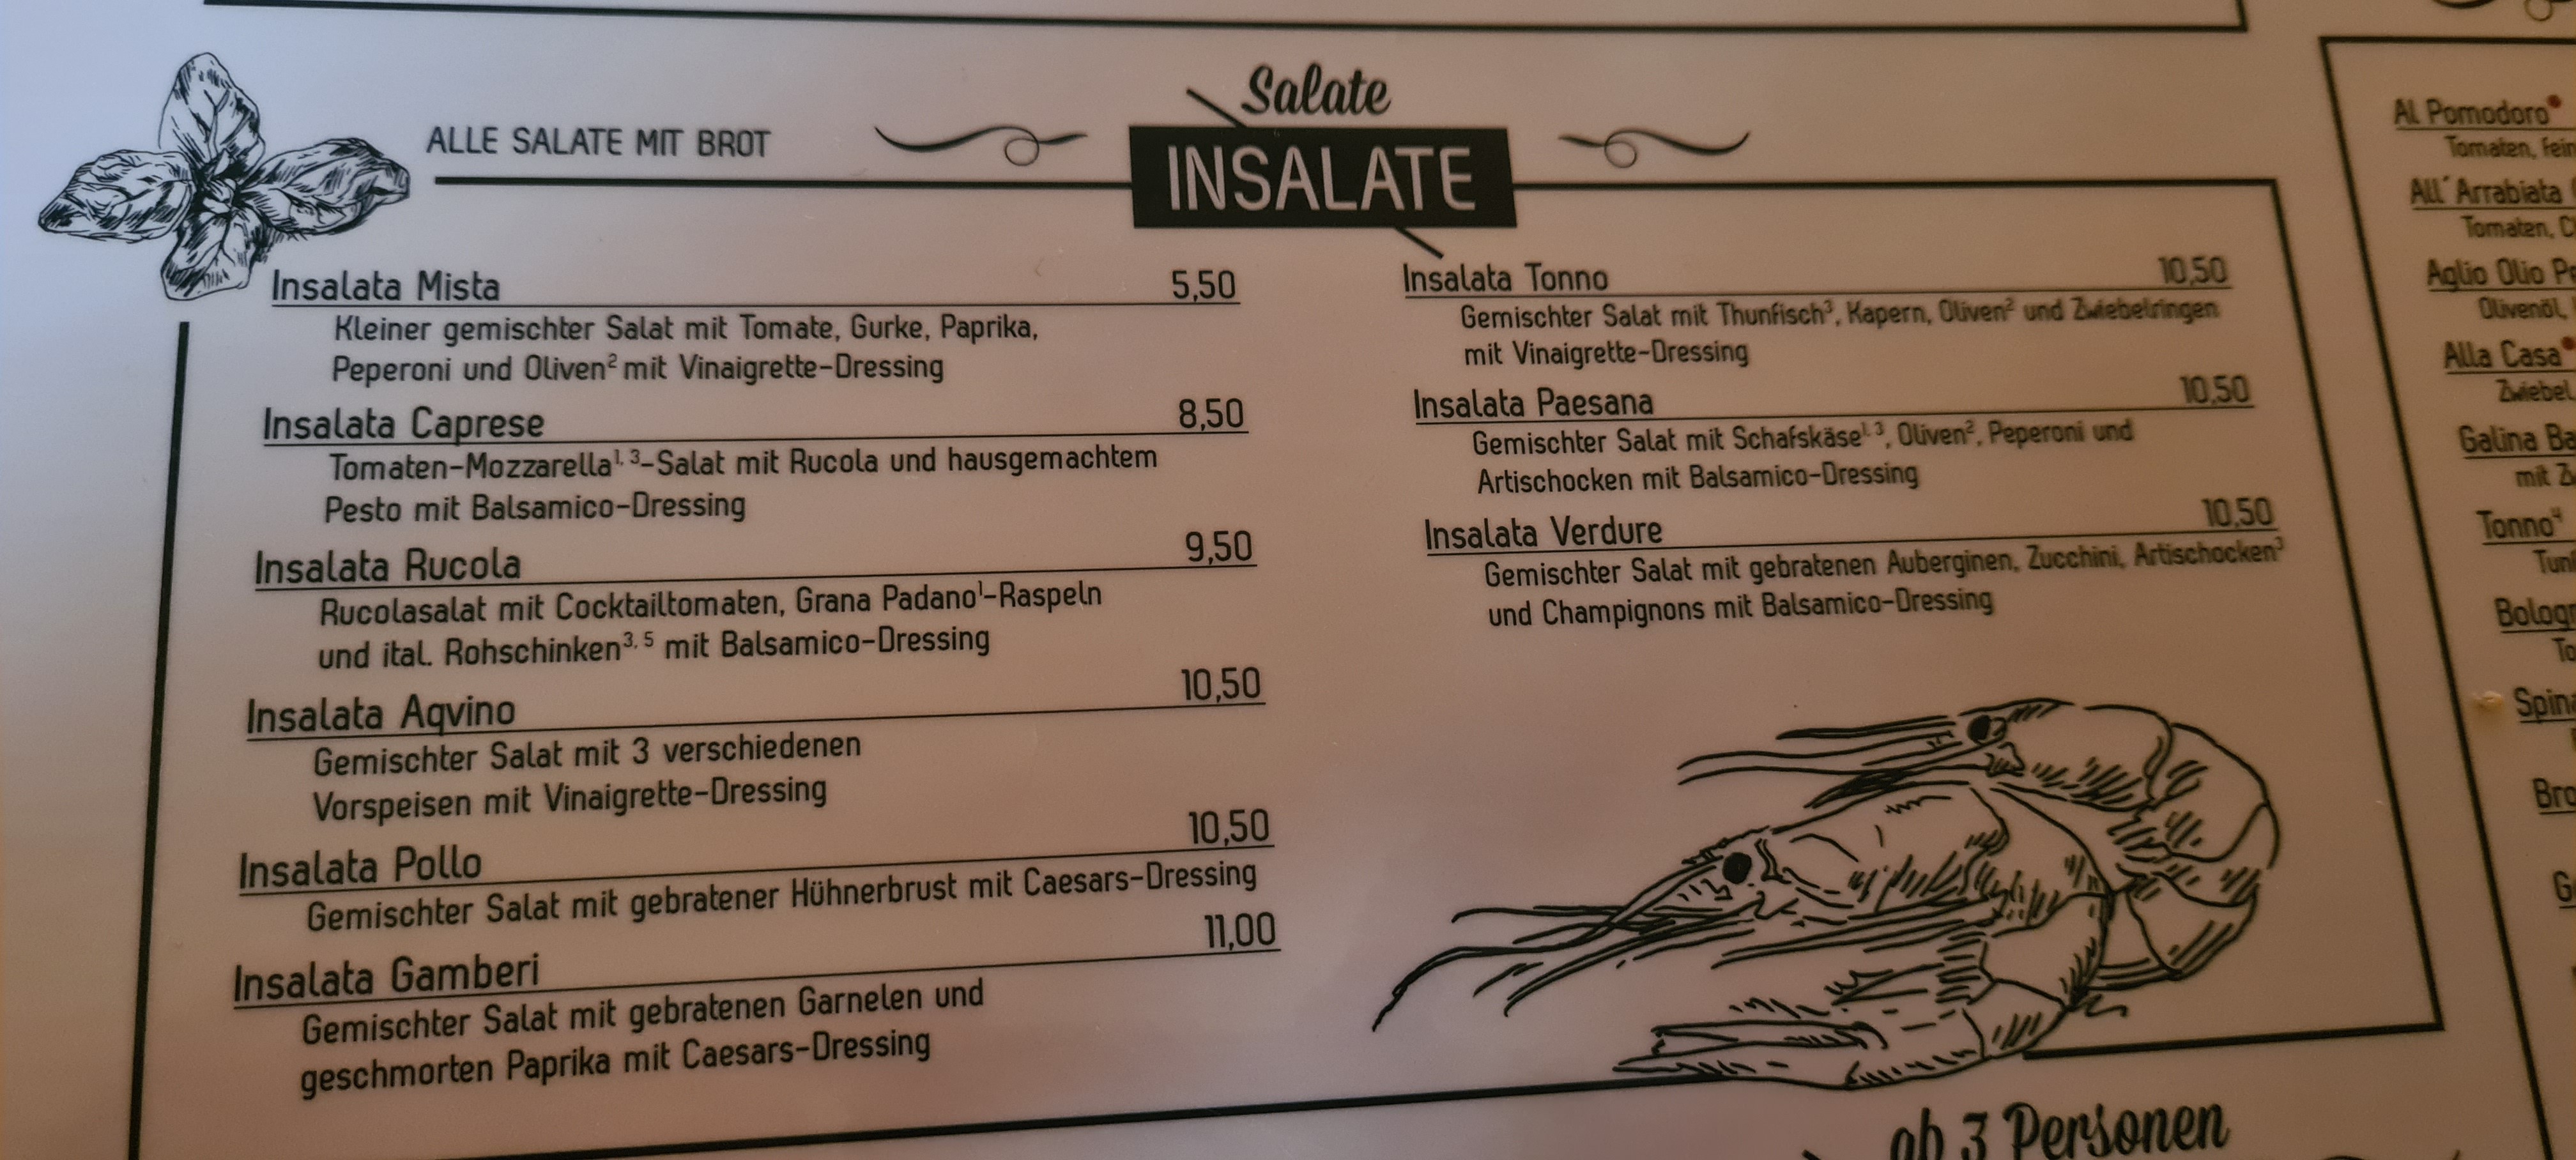 Salate
ALLE SALATE MIT BROT
INSALATE
Insalata Mista 5,50
Kleiner gemischter Salat mit Tomate, Gurke, Paprika,
Peperoni und Oliven² mit Vinaigrette-Dressing
Insalata Caprese 8,50
Tomaten-Mozzarella¹˒ ³-Salat mit Rucola und hausgemachtem
Pesto mit Balsamico-Dressing
Insalata Rucola 9,50
Rucolasalat mit Cocktailtomaten, Grana Padano¹-Raspeln
und ital. Rohschinken³˒ ⁵ mit Balsamico-Dressing
Insalata Aqvino 10,50
Gemischter Salat mit 3 verschiedenen
Vorspeisen mit Vinaigrette-Dressing
Insalata Pollo 10,50
Gemischter Salat mit gebratener Hühnerbrust mit Caesars-Dressing
Insalata Gamberi 11,00
Gemischter Salat mit gebratenen Garnelen und
geschmorten Paprika mit Caesars-Dressing
Insalata Tonno 10,50
Gemischter Salat mit Thunfisch³, Kapern, Oliven² und Zwiebelringen
mit Vinaigrette-Dressing
Insalata Paesana 10,50
Gemischter Salat mit Schafskäse¹˒ ³, Oliven², Peperoni und
Artischocken mit Balsamico-Dressing
Insalata Verdure 10,50
Gemischter Salat mit gebratenen Auberginen, Zucchini, Artischocken³
und Champignons mit Balsamico-Dressing
ab 3 Personen
Al Pomodoro
Tomaten,
All´Arrabiata
Tomaten,
Aglio Olio
Olivenöl,
Alla Casa
Zwiebel,
Galina
mit
Tonno⁴